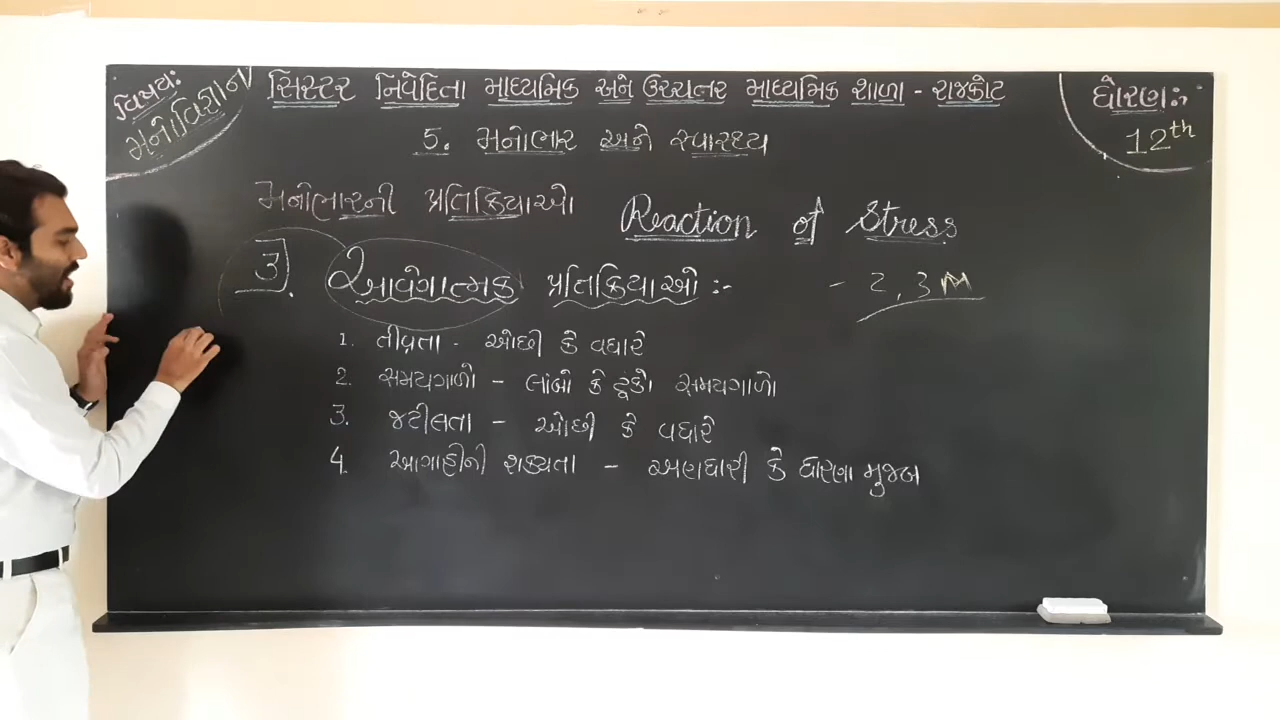 વિષય:
મનોવિજ્ઞાન
સિસ્ટર નિવેદિતા માધ્યમિક અને ઉચ્ચતર માધ્યમિક શાળા - રાજકોટ
ધોરણ:
12th
5. મનોભાર અને સ્વાસ્થ્ય
મનોભારની પ્રતિક્રિયાઓ Reaction of Stress
3. આવેગાત્મક પ્રતિક્રિયાઓ :- - 2, 3 M
1. તીવ્રતા - ઓછી કે વધારે
2. સમયગાળો - લાંબો કે ટૂંકો સમયગાળો
3. જટીલતા - ઓછી કે વધારે
4. આગાહીની શક્યતા - અણધારી કે ધારણા મુજબ